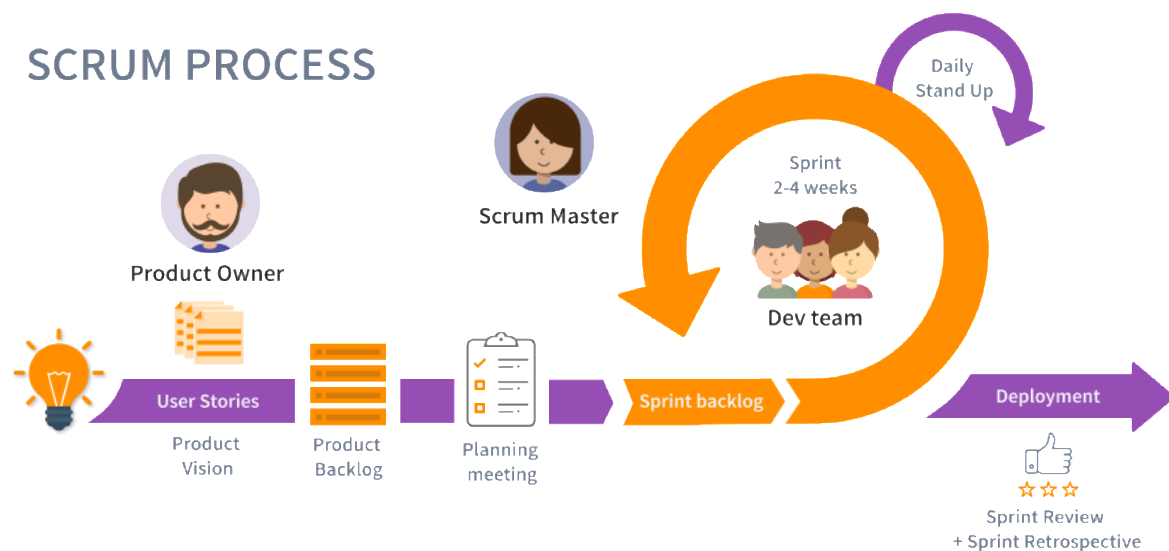 SCRUM PROCESS
Daily
Stand Up
Sprint
2-4 weeks
Scrum Master
Product Owner
Dev team
User Stories
Sprint backlog
Deployment
Product
Vision
Product
Backlog
Planning
meeting
Sprint Review
+ Sprint Retrospective